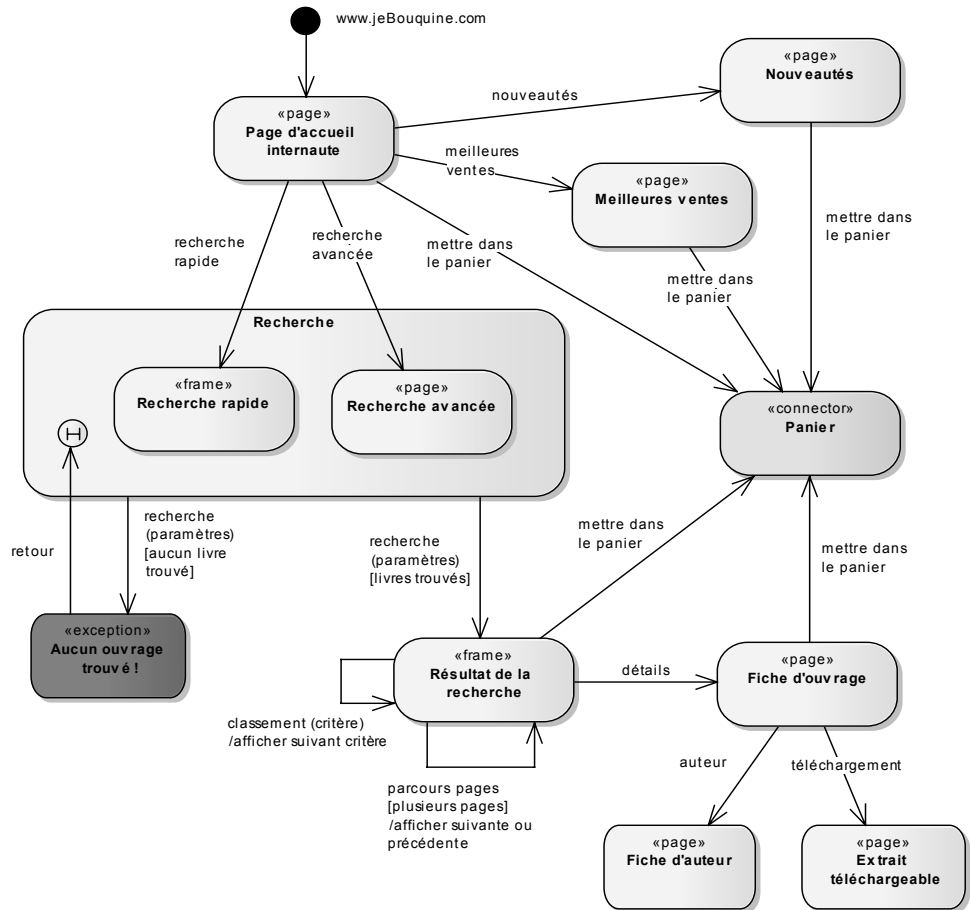 www.jeBouquine.com
«page»
Nouveautés
nouveautés
«page»
Page d'accueil
internaute
meilleures
ventes
«page»
Meilleures ventes
mettre dans
le panier
recherche
rapide
recherche
avancée
mettre dans
le panier
mettre dans
le panier
Recherche
«frame»
Recherche rapide
«page»
Recherche avancée
«connector»
Panier
H
retour
recherche
(paramètres)
[aucun livre
trouvé]
recherche
(paramètres)
[livres trouvés]
mettre dans
le panier
mettre dans
le panier
«exception»
Aucun ouvrage
trouvé !
«frame»
Résultat de la
recherche
détails
«page»
Fiche d'ouvrage
classement (critère)
/afficher suivant critère
parcours pages
[plusieurs pages]
/afficher suivante ou
précédente
auteur
téléchargement
«page»
Fiche d'auteur
«page»
Extrait
téléchargeable